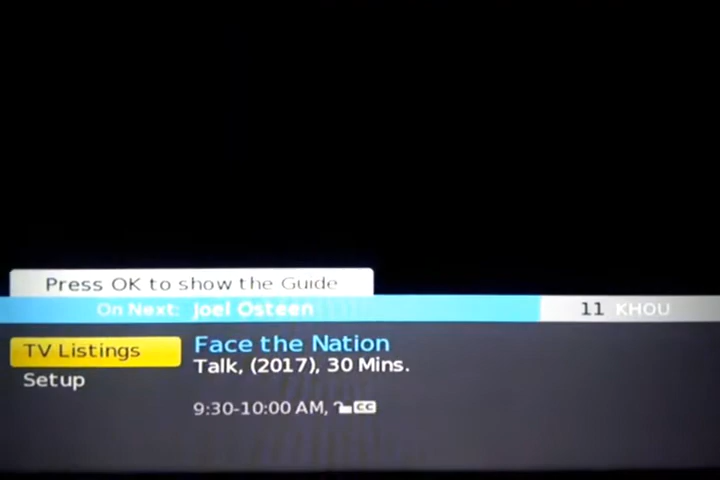 Press OK to show the Guide
On Next: Joel Osteen
11 KHOU
TV Listings
Face the Nation
Setup
Talk, (2017), 30 Mins.
9:30-10:00 AM, CC